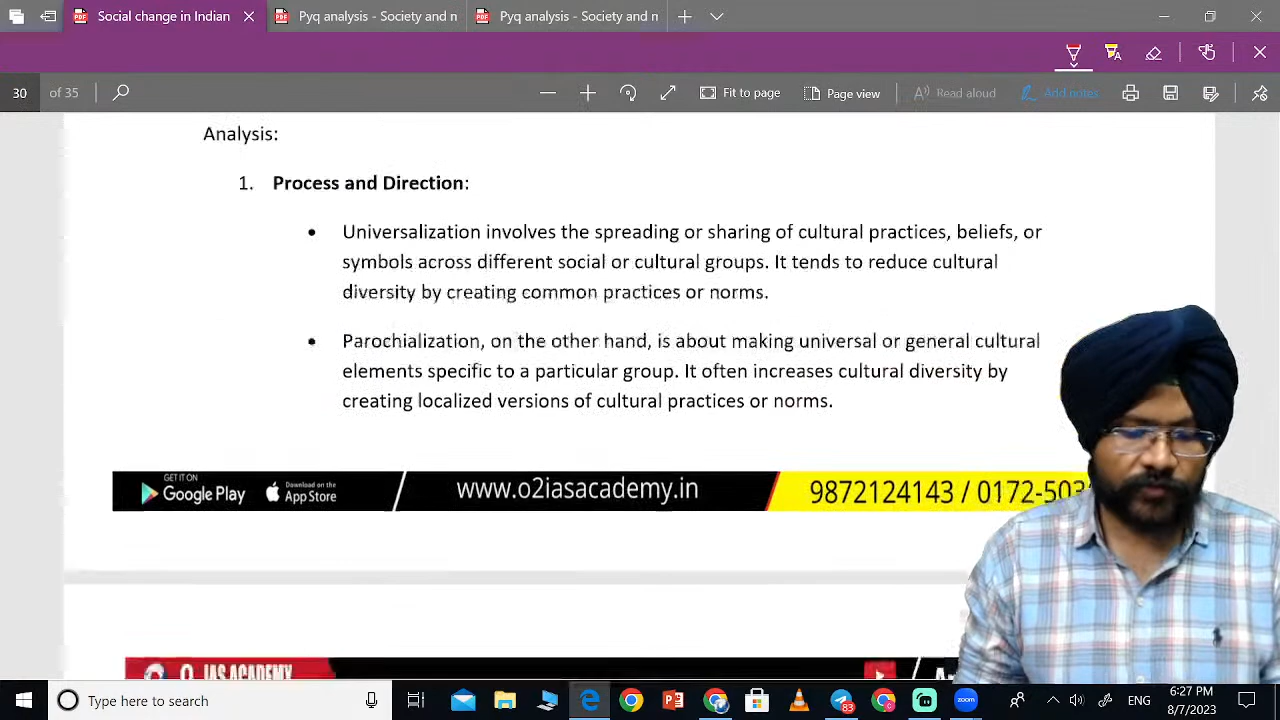 Social change in Indian
Pyq analysis - Society and n
Pyq analysis - Society and n
30 of 35
Fit to page
Page view
Read aloud
Add notes
Analysis:
1. Process and Direction:
• Universalization involves the spreading or sharing of cultural practices, beliefs, or
symbols across different social or cultural groups. It tends to reduce cultural
diversity by creating common practices or norms.
• Parochialization, on the other hand, is about making universal or general cultural
elements specific to a particular group. It often increases cultural diversity by
creating localized versions of cultural practices or norms.
GET IT ON
Google Play
Download on the
App Store
www.o2iasacademy.in
9872124143 / 0172-503
IAS ACADEMY
Type here to search
83
zoom
ENG
6:27 PM
8/7/2023